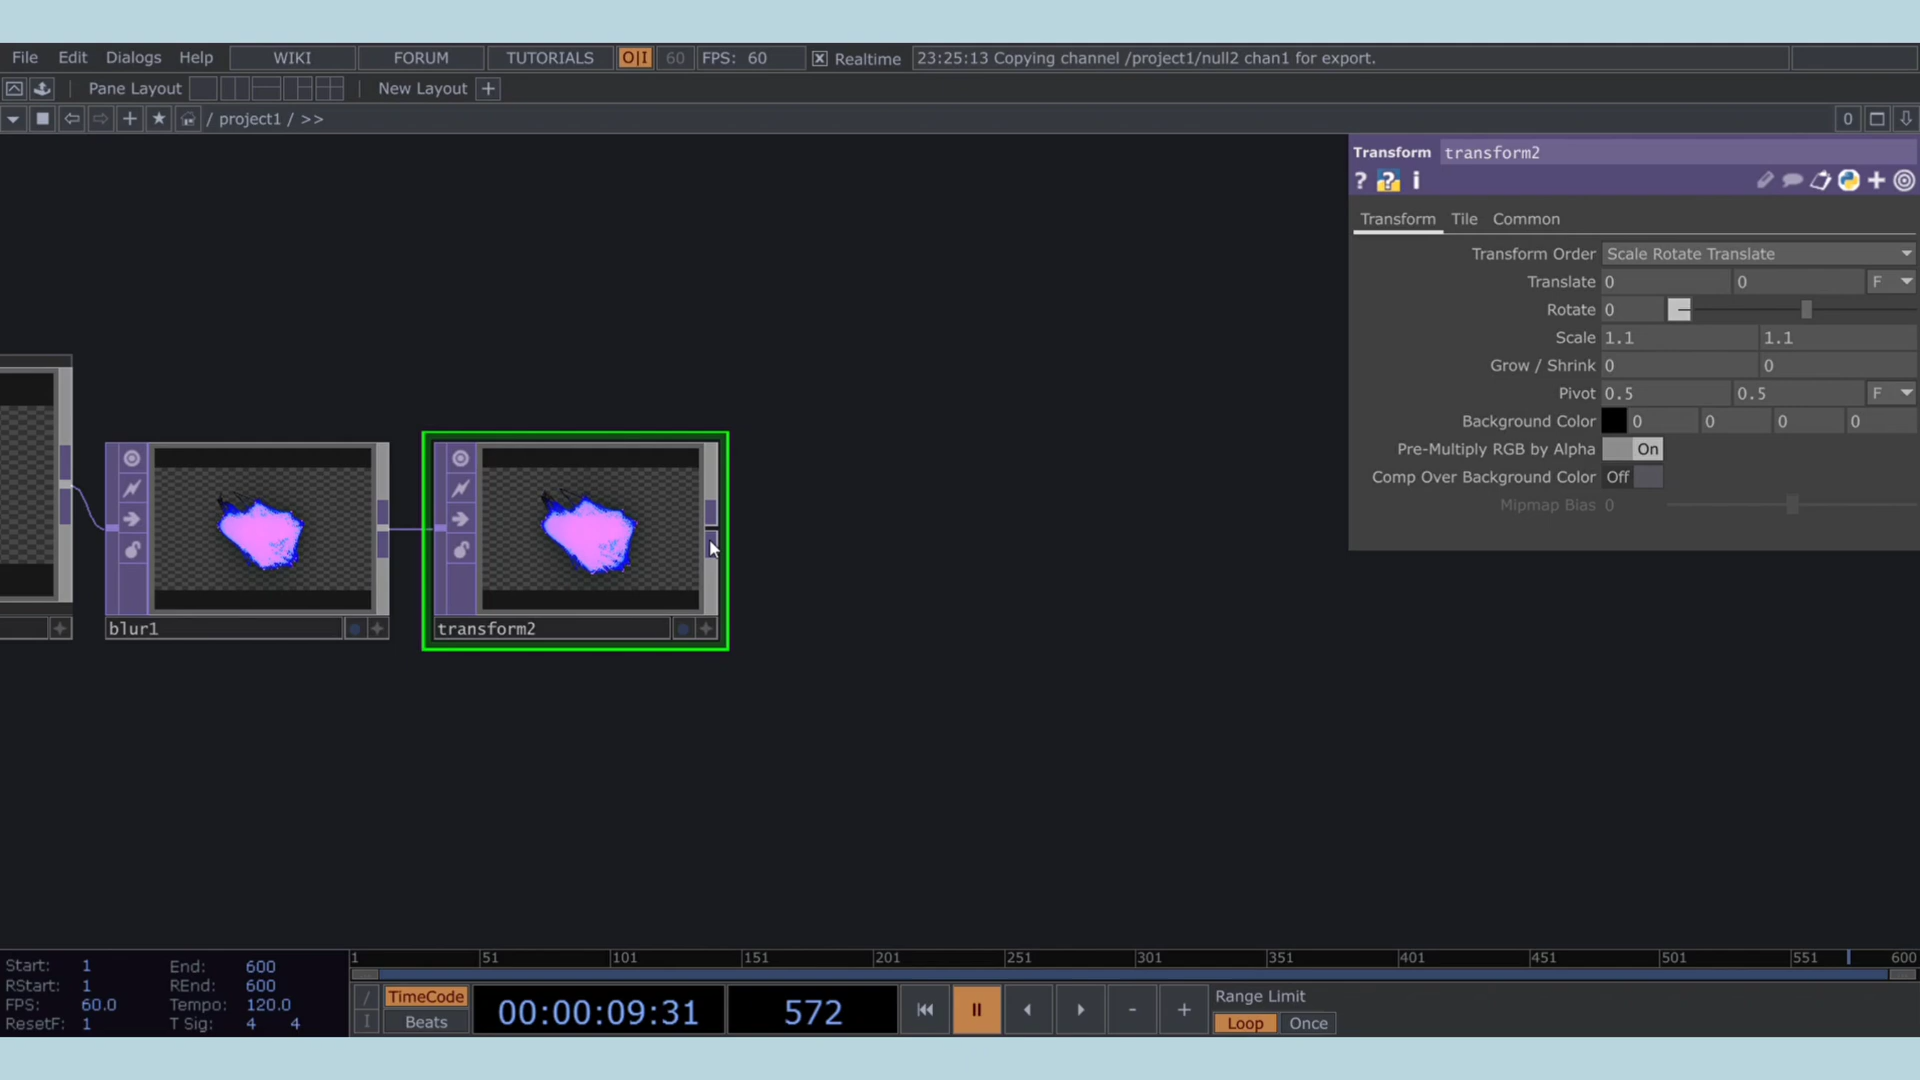 File Edit Dialogs Help WIKI FORUM TUTORIALS O|I 60 FPS: 60 Realtime 23:25:13 Copying channel /project1/null2 chan1 for export.
Pane Layout New Layout +
/ project1 / >> 0
Transform transform2
? ? i
Transform Tile Common
Transform Order Scale Rotate Translate
Translate 0 0 F
Rotate 0
Scale 1.1 1.1
Grow / Shrink 0 0
Pivot 0.5 0.5 F
Background Color 0 0 0 0
Pre-Multiply RGB by Alpha On
Comp Over Background Color Off
Mipmap Bias 0
blur1
transform2
1 51 101 151 201 251 301 351 401 451 501 551 600
Start: 1 End: 600
RStart: 1 REnd: 600
FPS: 60.0 Tempo: 120.0
ResetF: 1 T Sig: 4 4
TimeCode
Beats
00:00:09:31 572
- +
Range Limit
Loop Once